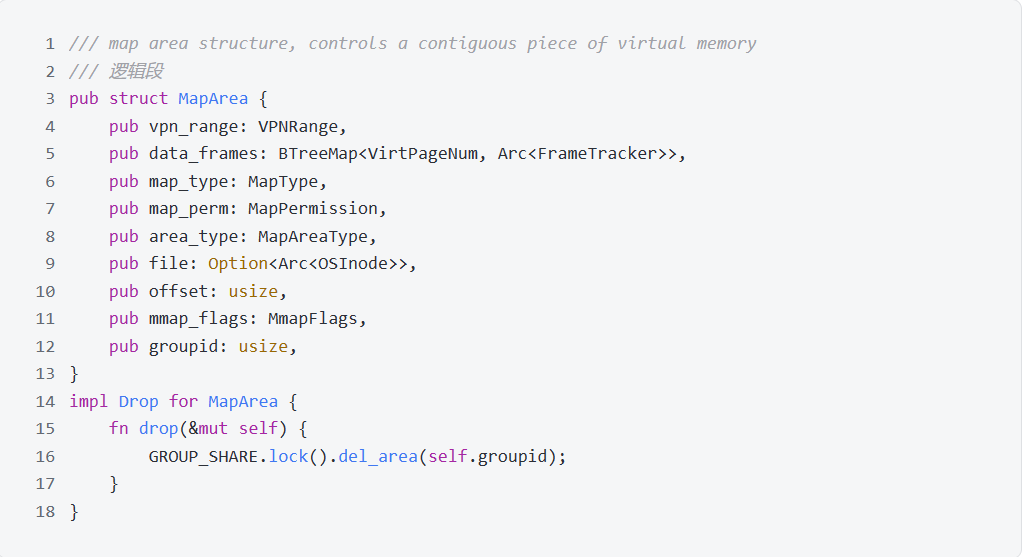 1 /// map area structure, controls a contiguous piece of virtual memory
2 /// 逻辑段
3 pub struct MapArea {
4     pub vpn_range: VPNRange,
5     pub data_frames: BTreeMap<VirtPageNum, Arc<FrameTracker>>,
6     pub map_type: MapType,
7     pub map_perm: MapPermission,
8     pub area_type: MapAreaType,
9     pub file: Option<Arc<OSInode>>,
10     pub offset: usize,
11     pub mmap_flags: MmapFlags,
12     pub groupid: usize,
13 }
14 impl Drop for MapArea {
15     fn drop(&mut self) {
16         GROUP_SHARE.lock().del_area(self.groupid);
17     }
18 }